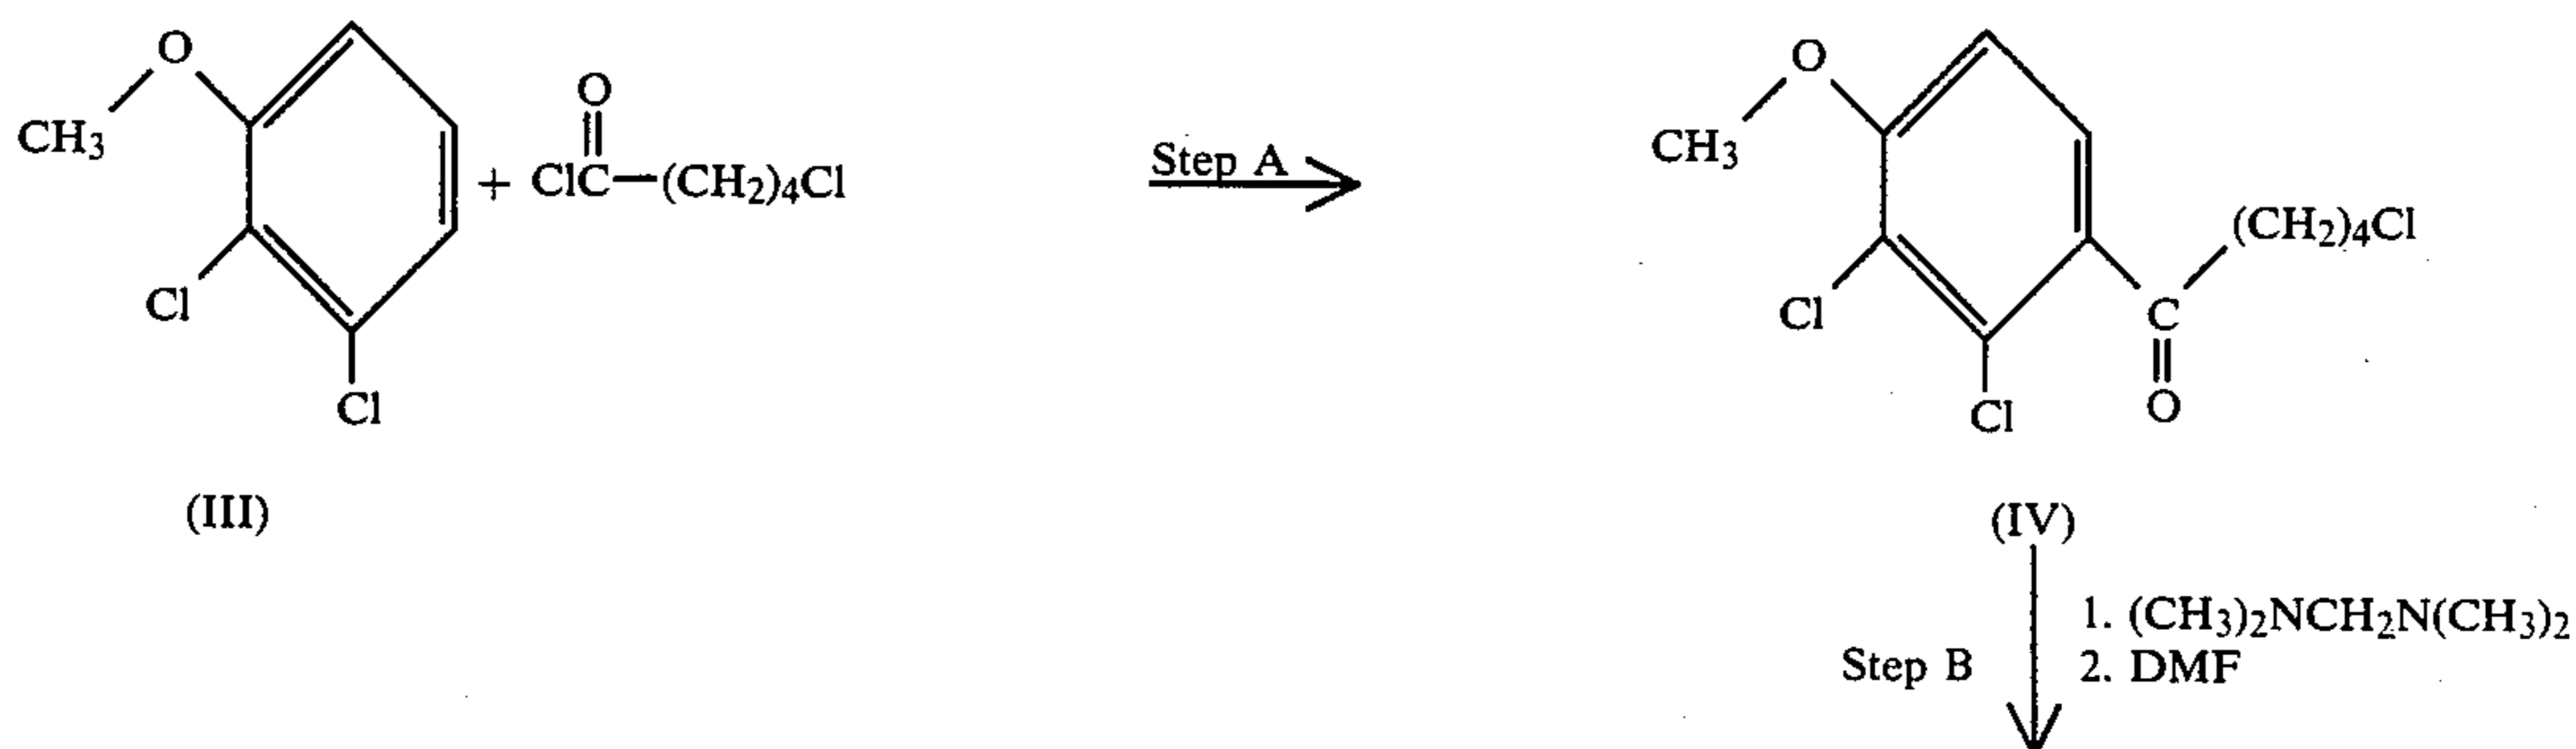 O
CH3
Cl
Cl
+ ClC—(CH2)4Cl
O
(III)
Step A
O
CH3
Cl
Cl
(CH2)4Cl
C
O
(IV)
Step B
1. (CH3)2NCH2N(CH3)2
2. DMF